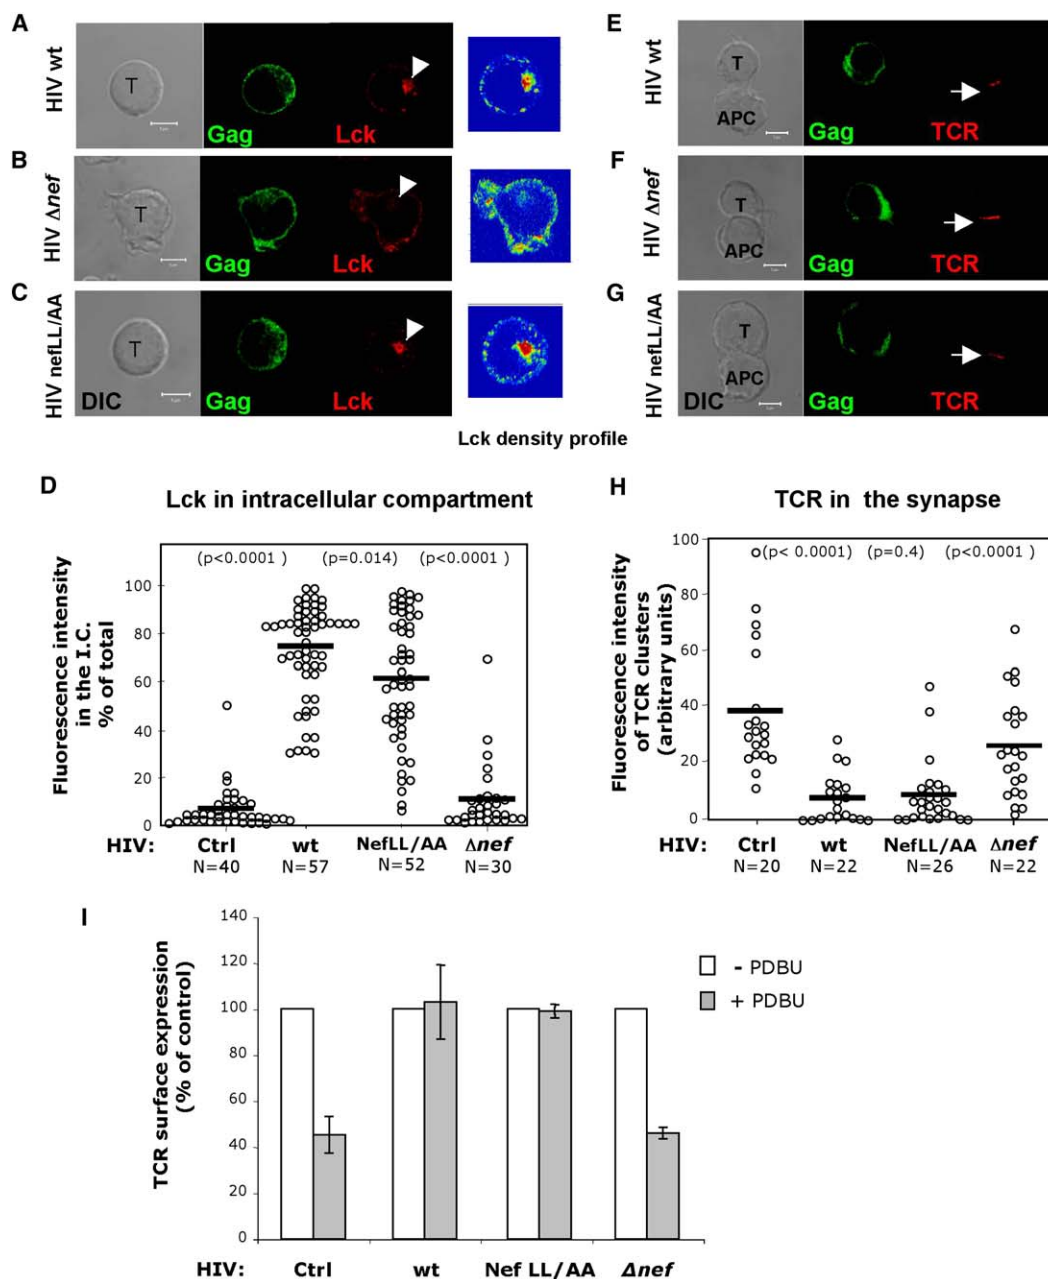 A
HIV wt
T
Gag
Lck
B
HIV Δnef
T
Gag
Lck
C
HIV nefLL/AA
T
DIC
Gag
Lck
Lck density profile
E
HIV wt
T
APC
Gag
TCR
F
HIV Δnef
T
APC
Gag
TCR
G
HIV nefLL/AA
T
APC
DIC
Gag
TCR
D
Lck in intracellular compartment
(p<0.0001 ) (p=0.014) (p<0.0001 )
Fluorescence intensity
in the I.C.
% of total
100
80
60
40
20
0
HIV: Ctrl wt NefLL/AA Δnef
N=40 N=57 N=52 N=30
H
TCR in the synapse
(p< 0.0001) (p=0.4) (p<0.0001 )
Fluorescence intensity
of TCR clusters
(arbitrary units)
100
80
60
40
20
0
HIV: Ctrl wt NefLL/AA Δnef
N=20 N=22 N=26 N=22
I
TCR surface expression
(% of control)
140
120
100
80
60
40
20
0
- PDBU
+ PDBU
HIV: Ctrl wt Nef LL/AA Δnef